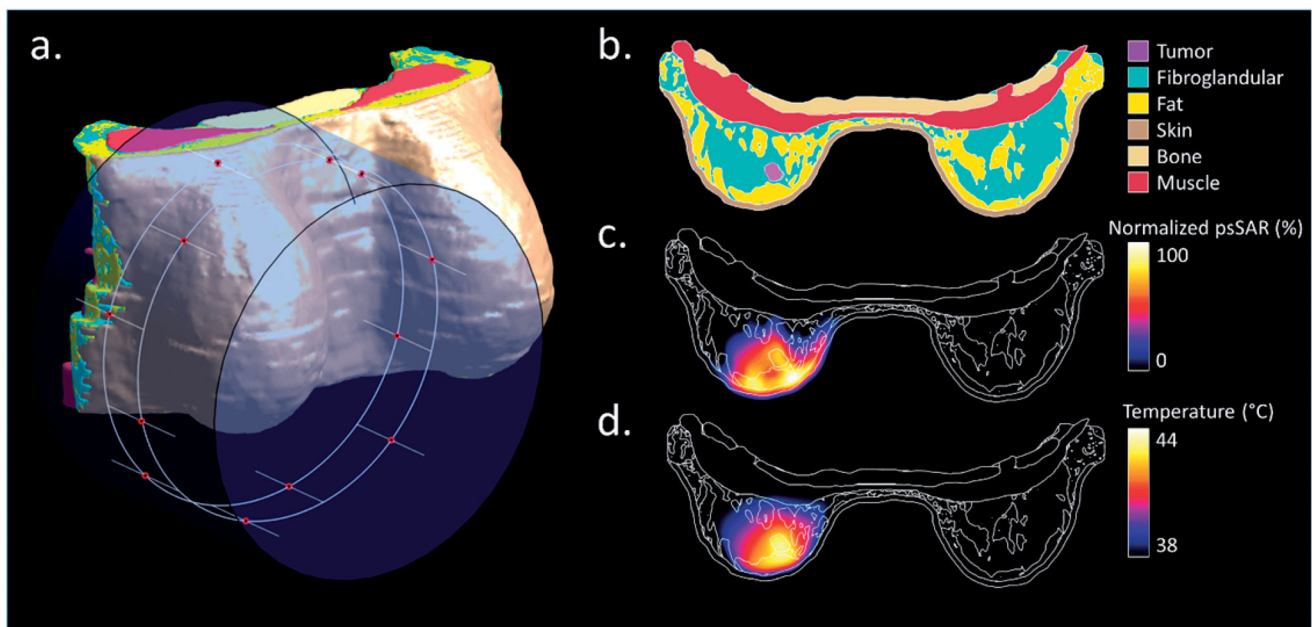 a.
b.
Tumor
Fibroglandular
Fat
Skin
Bone
Muscle
c.
Normalized psSAR (%)
100
0
d.
Temperature (°C)
44
38